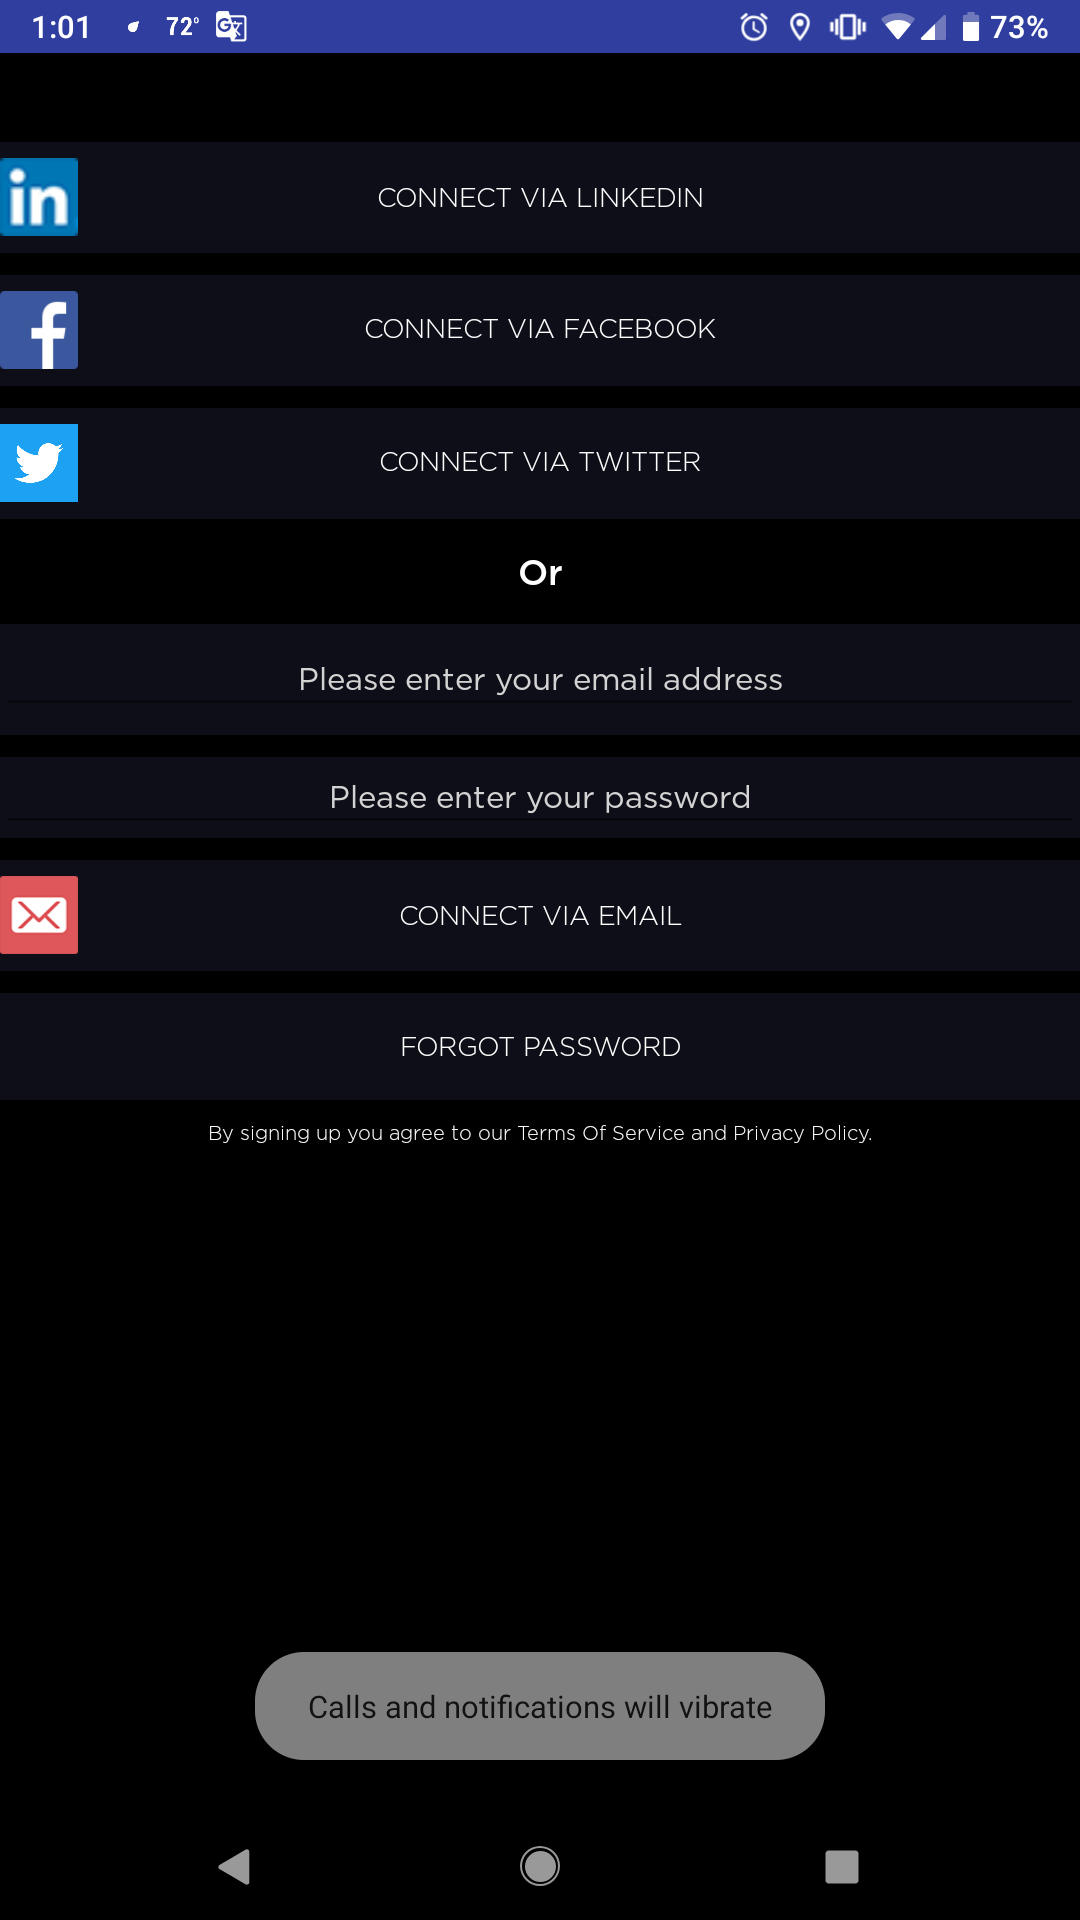 1:01 72° 73%
CONNECT VIA LINKEDIN
CONNECT VIA FACEBOOK
CONNECT VIA TWITTER
Or
Please enter your email address
Please enter your password
CONNECT VIA EMAIL
FORGOT PASSWORD
By signing up you agree to our Terms Of Service and Privacy Policy.
Calls and notifications will vibrate